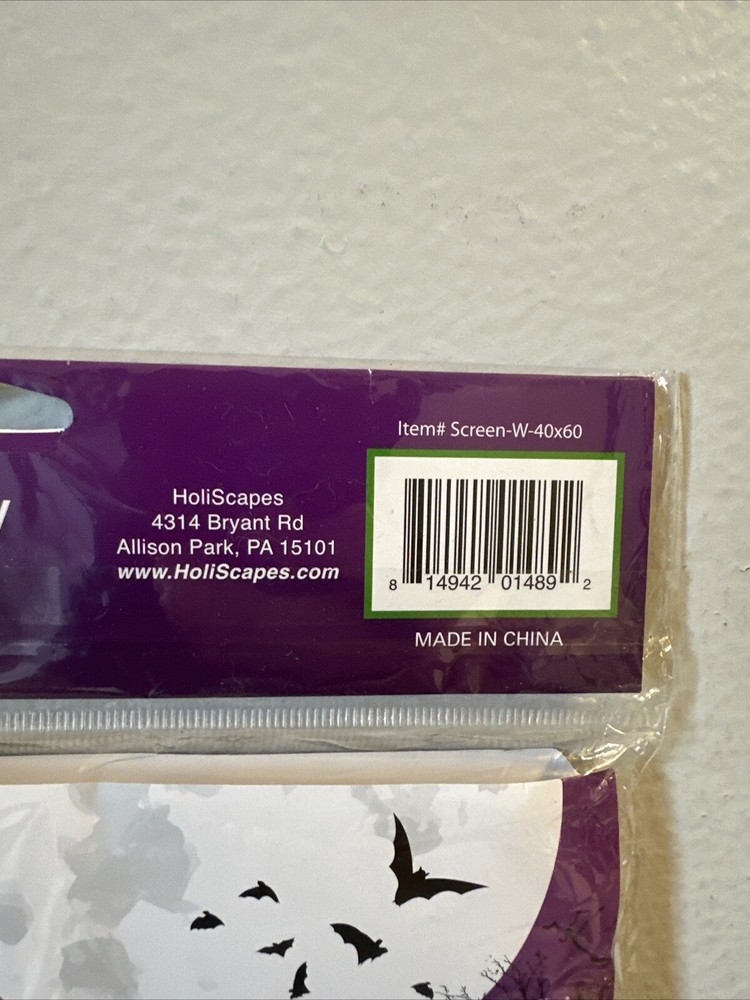 Item# Screen-W-40x60
HoliScapes
4314 Bryant Rd
Allison Park, PA 15101
www.HoliScapes.com
8 14942 01489 2
MADE IN CHINA